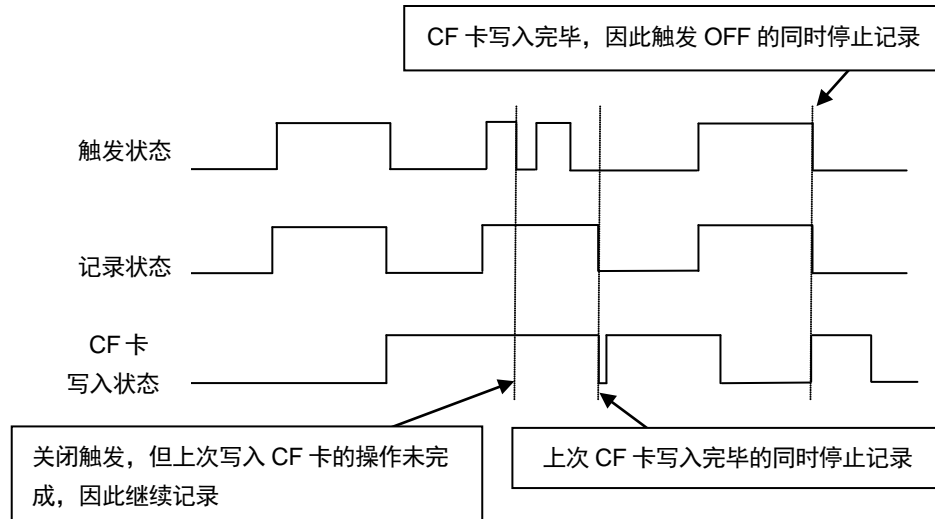 CF 卡写入完毕，因此触发 OFF 的同时停止记录
触发状态
记录状态
CF 卡
写入状态
关闭触发，但上次写入 CF 卡的操作未完
成，因此继续记录
上次 CF 卡写入完毕的同时停止记录